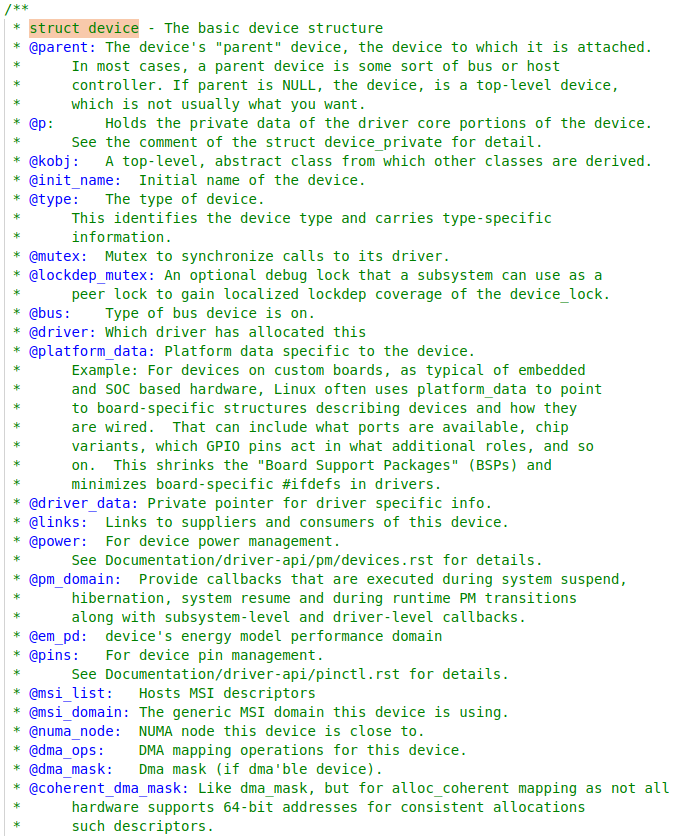 /**
 * struct device - The basic device structure
 * @parent: The device's "parent" device, the device to which it is attached.
 *      In most cases, a parent device is some sort of bus or host
 *      controller. If parent is NULL, the device, is a top-level device,
 *      which is not usually what you want.
 * @p:      Holds the private data of the driver core portions of the device.
 *      See the comment of the struct device_private for detail.
 * @kobj:   A top-level, abstract class from which other classes are derived.
 * @init_name:  Initial name of the device.
 * @type:   The type of device.
 *      This identifies the device type and carries type-specific
 *      information.
 * @mutex:  Mutex to synchronize calls to its driver.
 * @lockdep_mutex: An optional debug lock that a subsystem can use as a
 *      peer lock to gain localized lockdep coverage of the device_lock.
 * @bus:    Type of bus device is on.
 * @driver: Which driver has allocated this
 * @platform_data: Platform data specific to the device.
 *      Example: For devices on custom boards, as typical of embedded
 *      and SOC based hardware, Linux often uses platform_data to point
 *      to board-specific structures describing devices and how they
 *      are wired.  That can include what ports are available, chip
 *      variants, which GPIO pins act in what additional roles, and so
 *      on.  This shrinks the "Board Support Packages" (BSPs) and
 *      minimizes board-specific #ifdefs in drivers.
 * @driver_data: Private pointer for driver specific info.
 * @links:  Links to suppliers and consumers of this device.
 * @power:  For device power management.
 *      See Documentation/driver-api/pm/devices.rst for details.
 * @pm_domain:  Provide callbacks that are executed during system suspend,
 *      hibernation, system resume and during runtime PM transitions
 *      along with subsystem-level and driver-level callbacks.
 * @em_pd:  device's energy model performance domain
 * @pins:   For device pin management.
 *      See Documentation/driver-api/pinctl.rst for details.
 * @msi_list:   Hosts MSI descriptors
 * @msi_domain: The generic MSI domain this device is using.
 * @numa_node:  NUMA node this device is close to.
 * @dma_ops:    DMA mapping operations for this device.
 * @dma_mask:   Dma mask (if dma'ble device).
 * @coherent_dma_mask: Like dma_mask, but for alloc_coherent mapping as not all
 *      hardware supports 64-bit addresses for consistent allocations
 *      such descriptors.